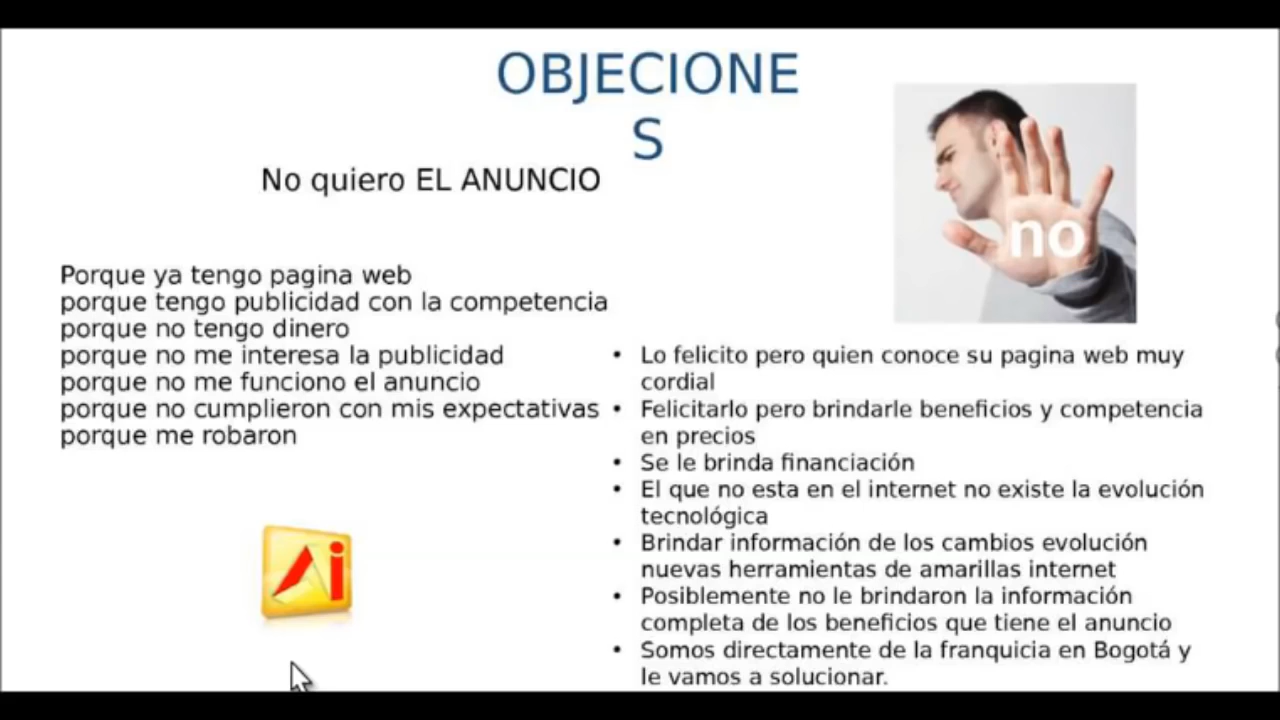 OBJECIONE
S
No quiero EL ANUNCIO
no
Porque ya tengo pagina web
porque tengo publicidad con la competencia
porque no tengo dinero
porque no me interesa la publicidad
porque no me funciono el anuncio
porque no cumplieron con mis expectativas
porque me robaron
• Lo felicito pero quien conoce su pagina web muy
cordial
• Felicitarlo pero brindarle beneficios y competencia
en precios
• Se le brinda financiación
• El que no esta en el internet no existe la evolución
tecnológica
• Brindar información de los cambios evolución
nuevas herramientas de amarillas internet
• Posiblemente no le brindaron la información
completa de los beneficios que tiene el anuncio
• Somos directamente de la franquicia en Bogotá y
le vamos a solucionar.
Ai